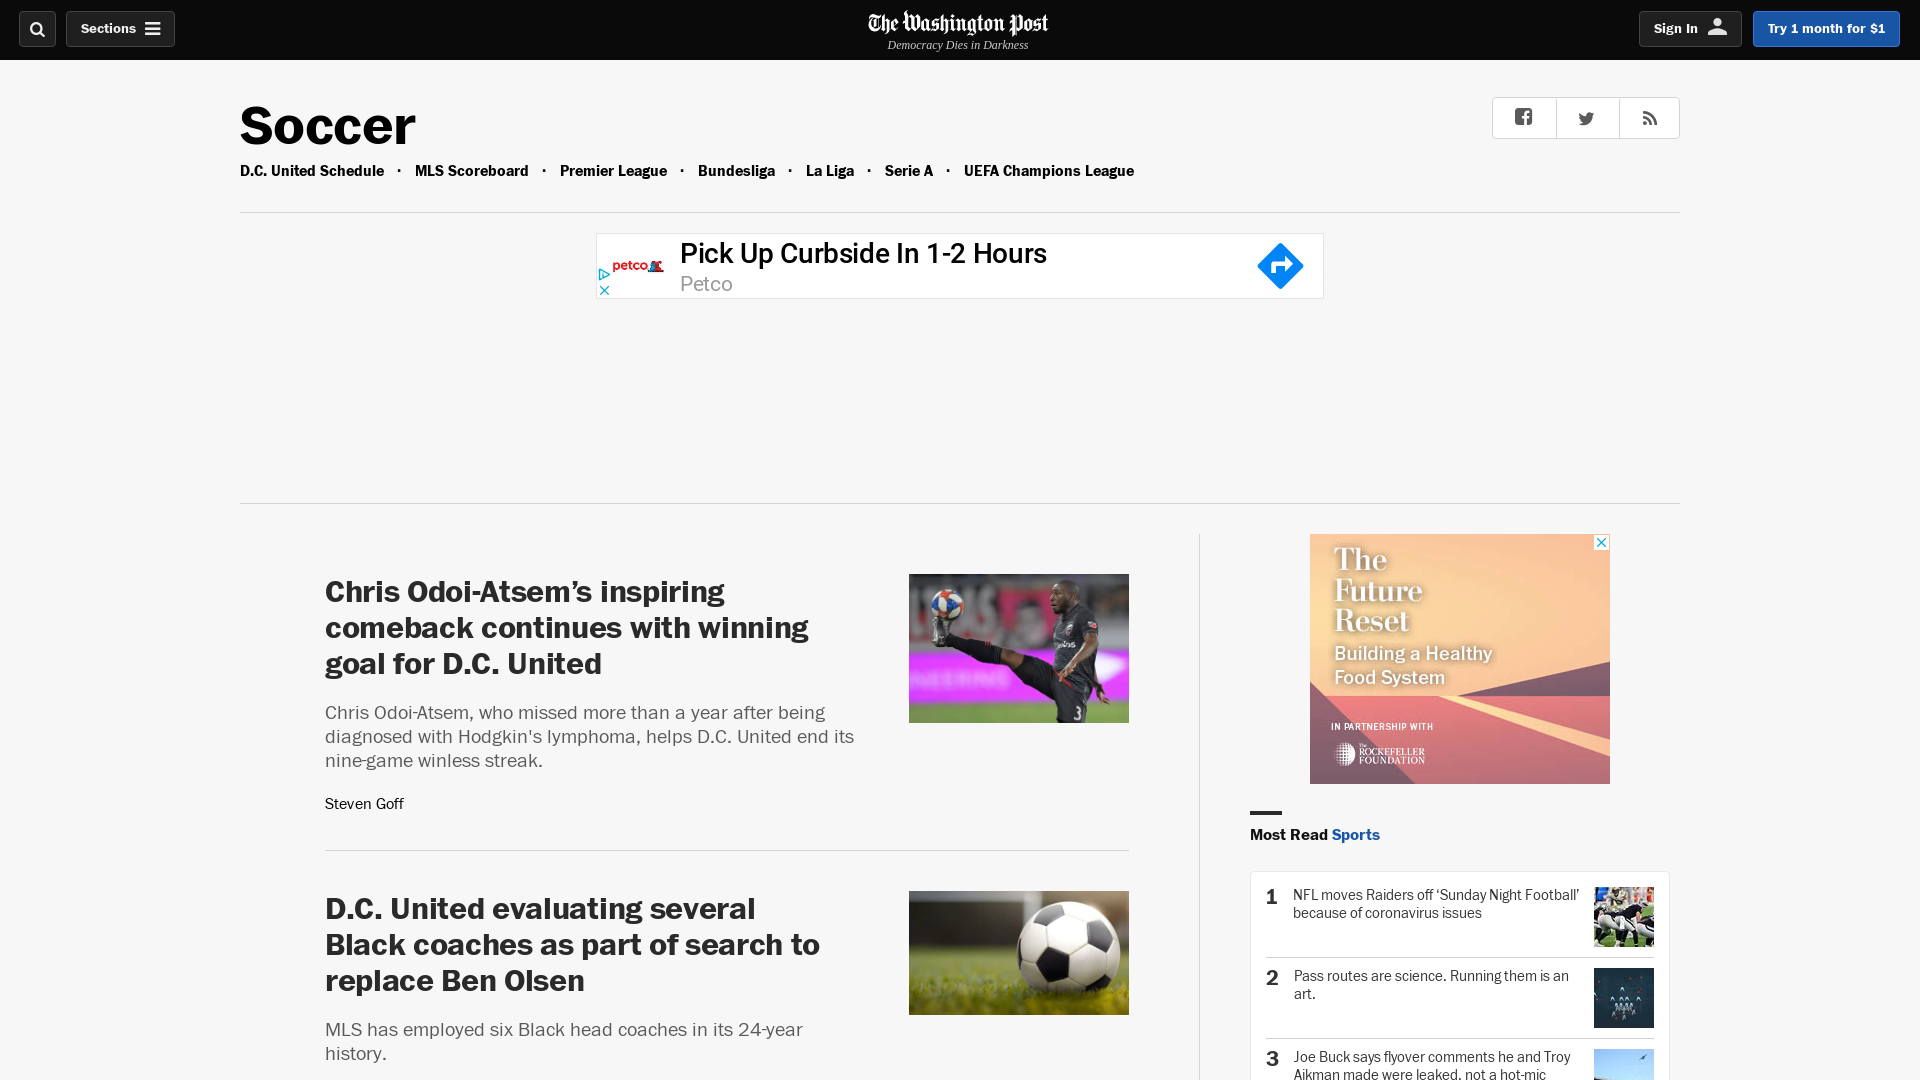 Sections
The Washington Post
Democracy Dies in Darkness
Sign In
Try 1 month for $1
Soccer
D.C. United Schedule · MLS Scoreboard · Premier League · Bundesliga · La Liga · Serie A · UEFA Champions League
petco
Pick Up Curbside In 1-2 Hours
Petco
Chris Odoi-Atsem’s inspiring
comeback continues with winning
goal for D.C. United
Chris Odoi-Atsem, who missed more than a year after being
diagnosed with Hodgkin's lymphoma, helps D.C. United end its
nine-game winless streak.
Steven Goff
D.C. United evaluating several
Black coaches as part of search to
replace Ben Olsen
MLS has employed six Black head coaches in its 24-year
history.
The
Future
Reset
Building a Healthy
Food System
IN PARTNERSHIP WITH
The
ROCKEFELLER
FOUNDATION
Most Read Sports
1 NFL moves Raiders off ‘Sunday Night Football’
because of coronavirus issues
2 Pass routes are science. Running them is an
art.
3 Joe Buck says flyover comments he and Troy
Aikman made were leaked, not a hot-mic